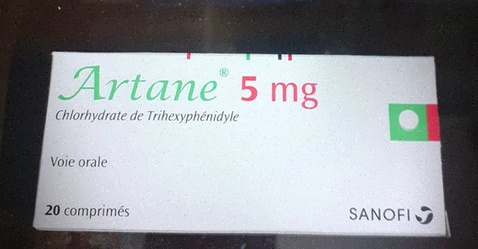 Artane® 5 mg
Chlorhydrate de Trihexyphénidyle
Voie orale
20 comprimés
SANOFI